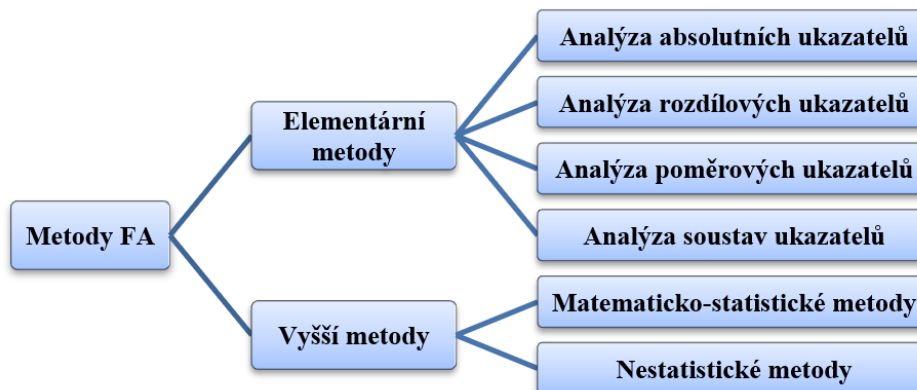 Metody FA
Elementární
metody
Analýza absolutních ukazatelů
Analýza rozdílových ukazatelů
Analýza poměrových ukazatelů
Analýza soustav ukazatelů
Vyšší metody
Matematicko-statistické metody
Nestatistické metody